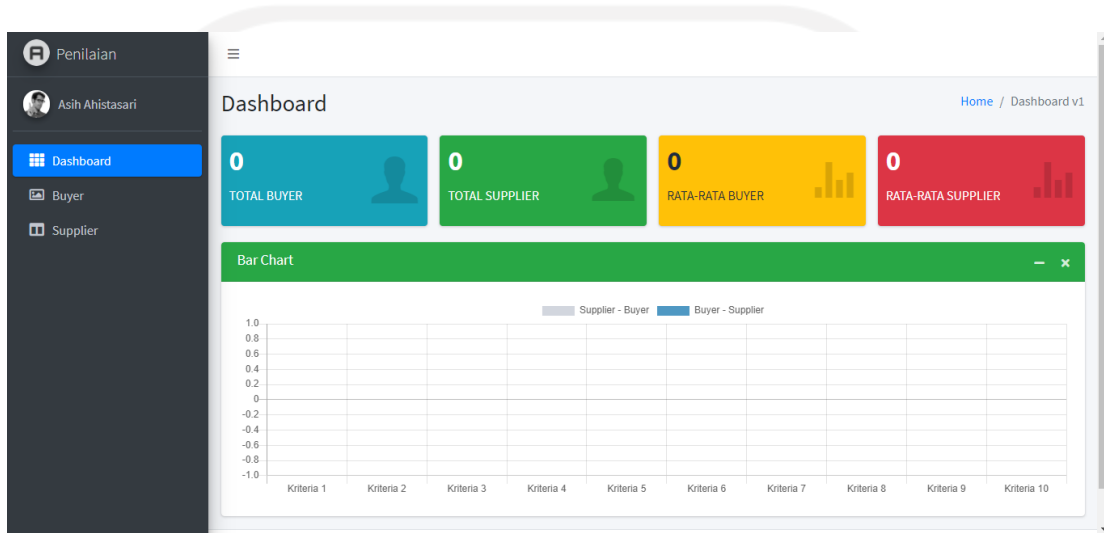 Penilaian
Asih Ahistasari
Dashboard
Buyer
Supplier
Dashboard
Home / Dashboard v1
0
TOTAL BUYER
0
TOTAL SUPPLIER
0
RATA-RATA BUYER
0
RATA-RATA SUPPLIER
Bar Chart
Supplier - Buyer
Buyer - Supplier
1.0
0.8
0.6
0.4
0.2
0
-0.2
-0.4
-0.6
-0.8
-1.0
Kriteria 1 Kriteria 2 Kriteria 3 Kriteria 4 Kriteria 5 Kriteria 6 Kriteria 7 Kriteria 8 Kriteria 9 Kriteria 10